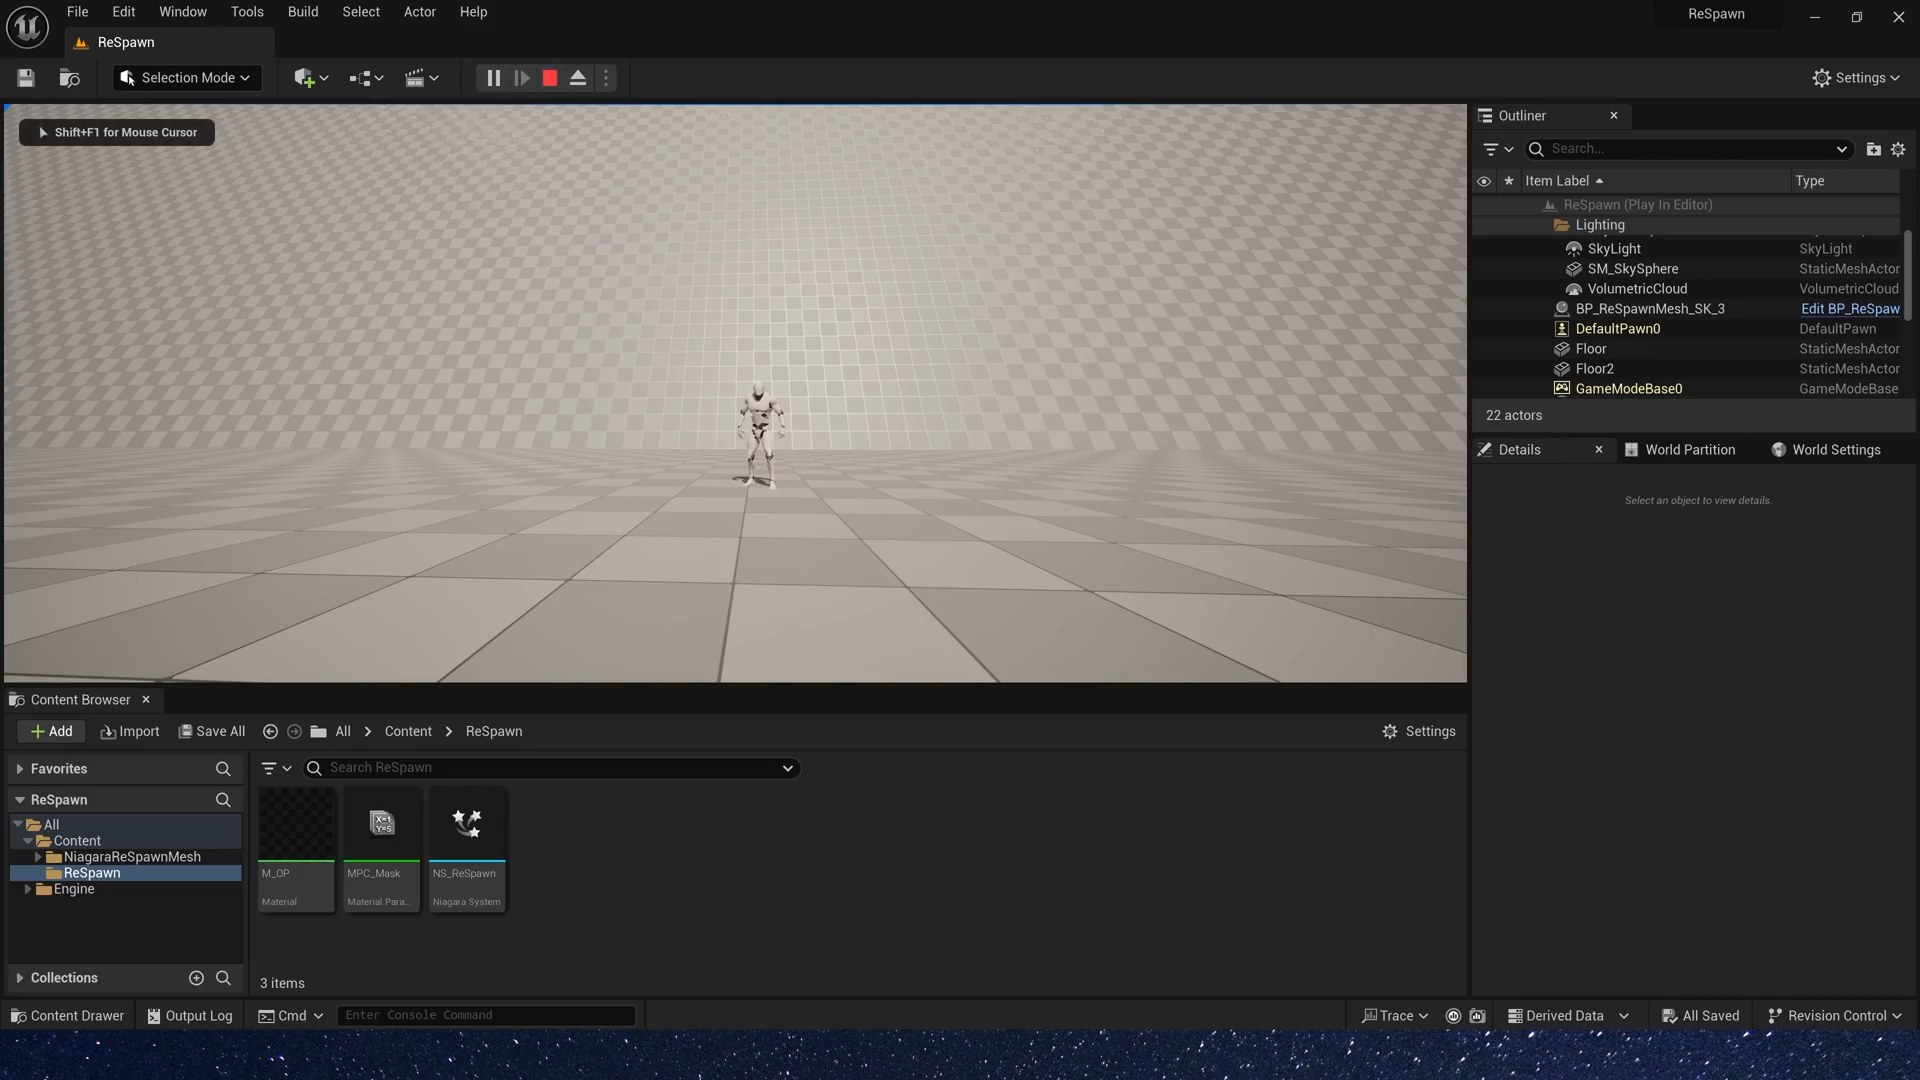 File Edit Window Tools Build Select Actor Help
ReSpawn
ReSpawn
Selection Mode
Settings
Shift+F1 for Mouse Cursor
Outliner
Search...
Item Label
Type
ReSpawn (Play In Editor)
Lighting
SkyLight SkyLight
SM_SkySphere StaticMeshActor
VolumetricCloud VolumetricCloud
BP_ReSpawnMesh_SK_3 Edit BP_ReSpaw
DefaultPawn0 DefaultPawn
Floor StaticMeshActor
Floor2 StaticMeshActor
GameModeBase0 GameModeBase
22 actors
Details World Partition World Settings
Select an object to view details.
Content Browser
Add Import Save All All Content ReSpawn Settings
Favorites
Search ReSpawn
ReSpawn
All
Content
NiagaraReSpawnMesh
ReSpawn
Engine
X=1
Y=5
M_OP MPC_Mask NS_ReSpawn
Material Material Para... Niagara System
Collections
3 items
Content Drawer Output Log Cmd Enter Console Command Trace Derived Data All Saved Revision Control